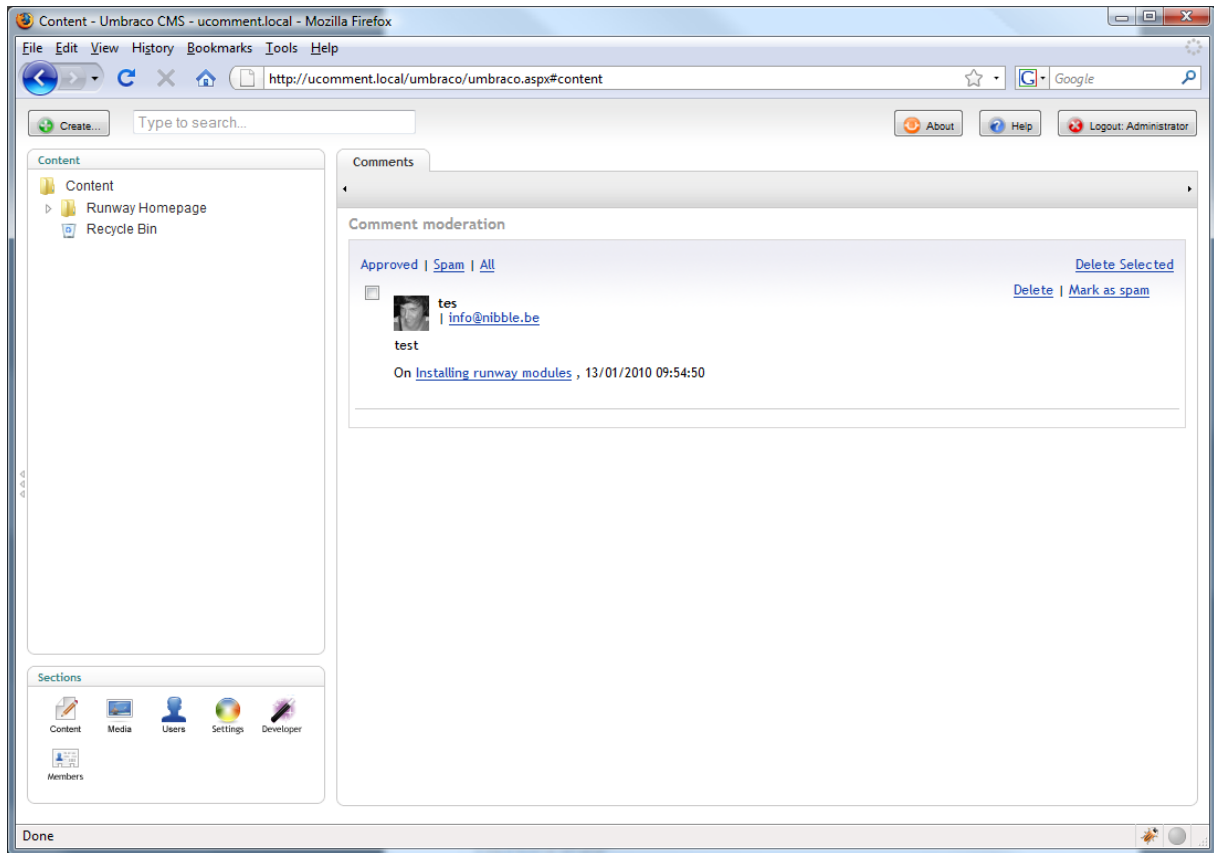 Content - Umbraco CMS - ucomment.local - Mozilla Firefox
File Edit View History Bookmarks Tools Help
http://ucomment.local/umbraco/umbraco.aspx#content
G Google
Create... Type to search... About Help Logout: Administrator
Content
Content
Runway Homepage
Recycle Bin
Comments
Comment moderation
Approved | Spam | All Delete Selected
Delete | Mark as spam
tes
| info@nibble.be
test
On Installing runway modules , 13/01/2010 09:54:50
Sections
Content Media Users Settings Developer
Members
Done